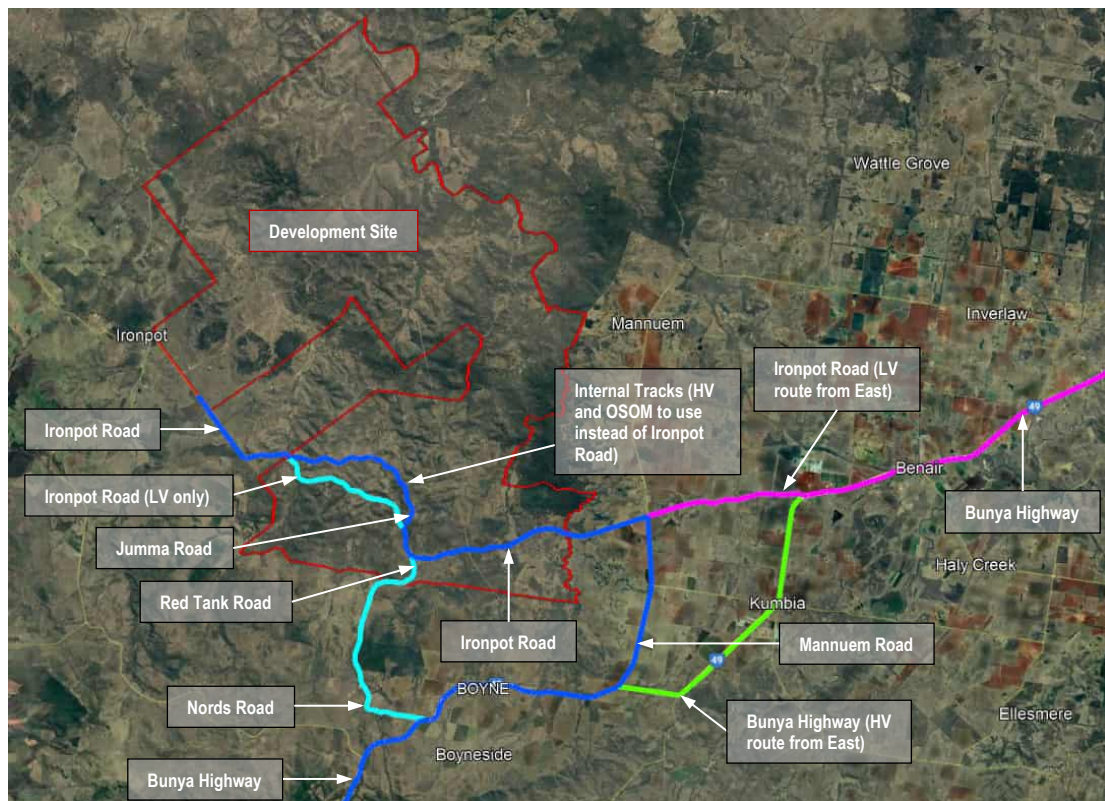 Wattle Grove
Development Site
Inverlaw
Mannuem
Ironpot
Ironpot Road (LV
route from East)
Internal Tracks (HV
and OSOM to use
instead of Ironpot
Road)
49
Ironpot Road
Benair
Ironpot Road (LV only)
Bunya Highway
Jumma Road
Haly Creek
Red Tank Road
Kumbia
Ironpot Road
Mannuem Road
49
BOYNE
Nords Road
Ellesmere
Bunya Highway (HV
route from East)
Boyneside
Bunya Highway